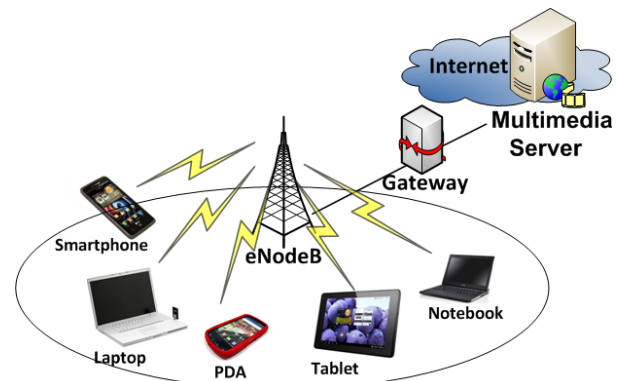 Internet
Multimedia
Server
Gateway
Smartphone
eNodeB
Notebook
Laptop
PDA
Tablet